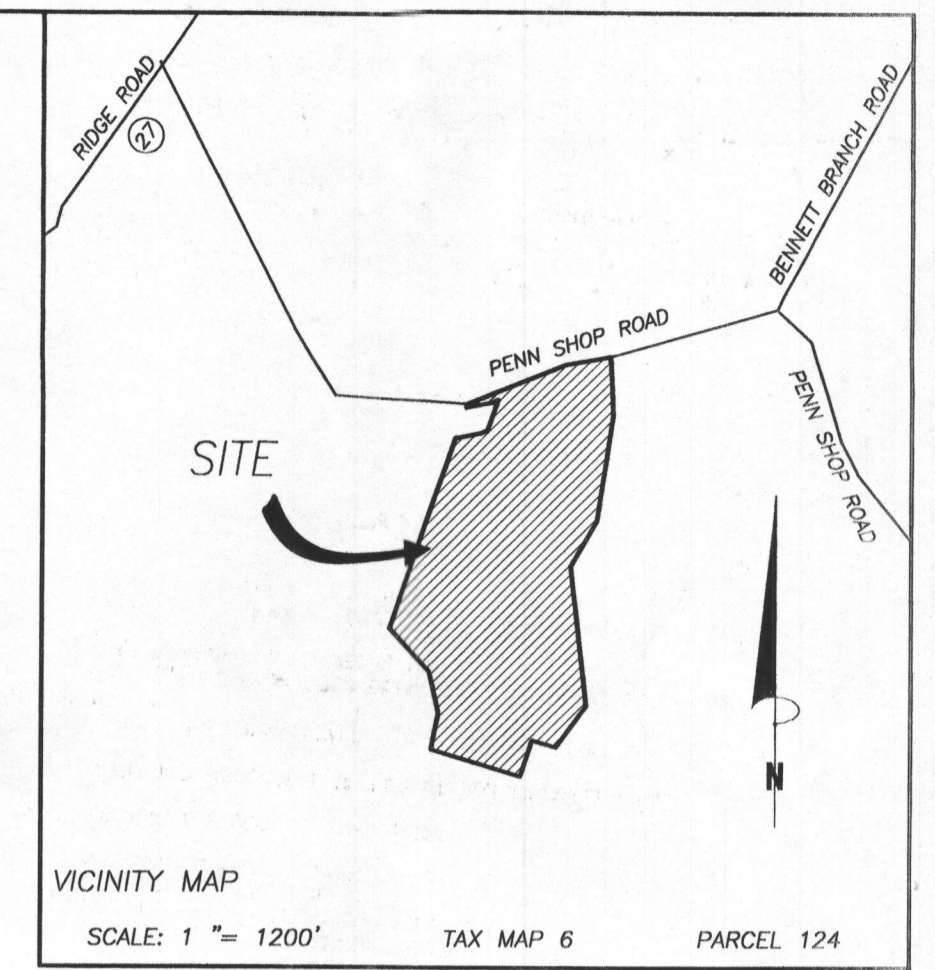 RIDGE ROAD
27
BENNETT BRANCH ROAD
PENN SHOP ROAD
PENN SHOP ROAD
SITE
N
VICINITY MAP
SCALE: 1 "= 1200'
TAX MAP 6
PARCEL 124